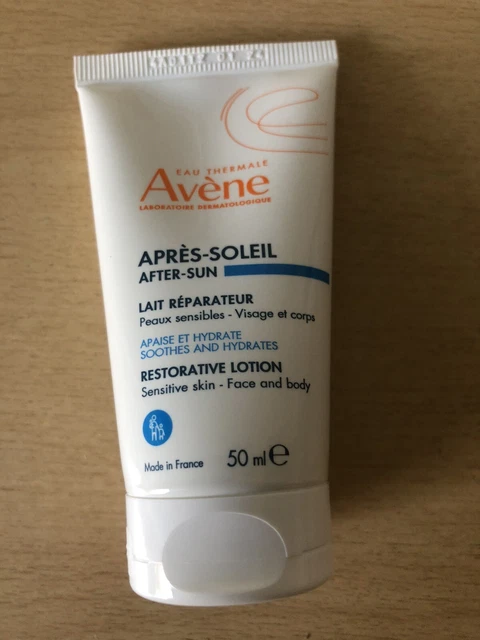 EAU THERMALE
Avène
LABORATOIRE DERMATOLOGIQUE
APRÈS-SOLEIL
AFTER-SUN
LAIT RÉPARATEUR
Peaux sensibles - Visage et corps
APAISE ET HYDRATE
SOOTHES AND HYDRATES
RESTORATIVE LOTION
Sensitive skin - Face and body
Made in France
50 ml e